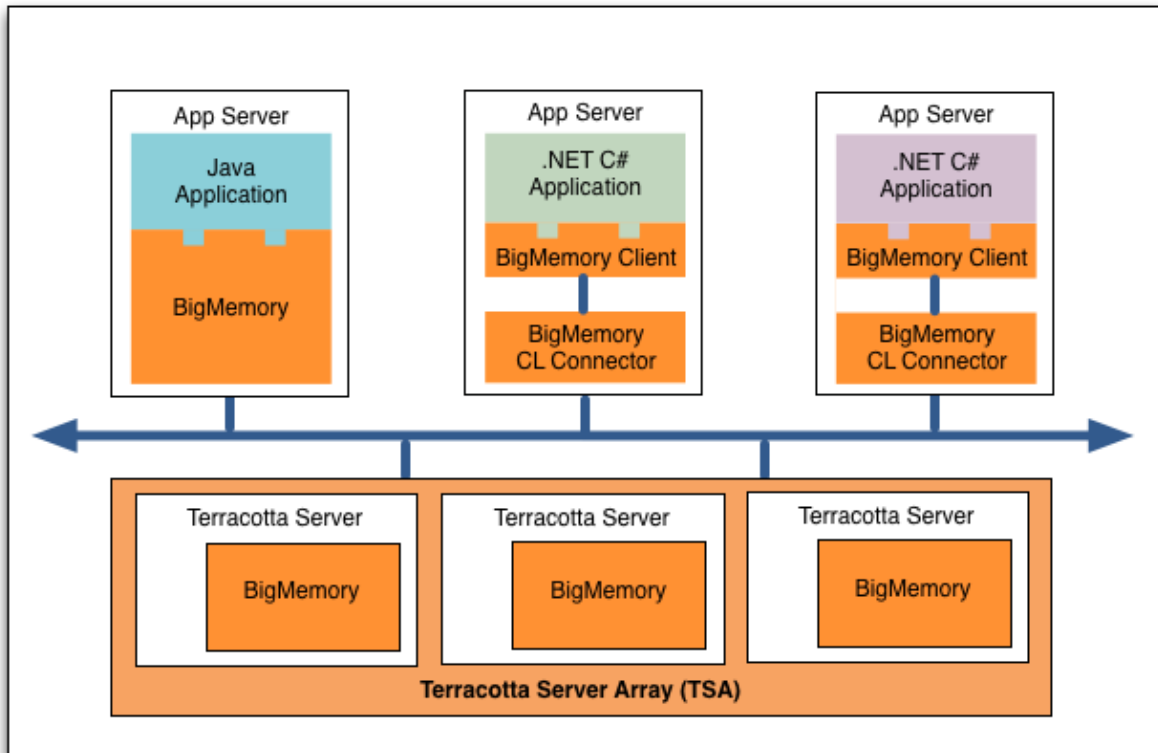 App Server
Java
Application
BigMemory
App Server
.NET C#
Application
BigMemory Client
BigMemory
CL Connector
App Server
.NET C#
Application
BigMemory Client
BigMemory
CL Connector
Terracotta Server
BigMemory
Terracotta Server
BigMemory
Terracotta Server
BigMemory
Terracotta Server Array (TSA)